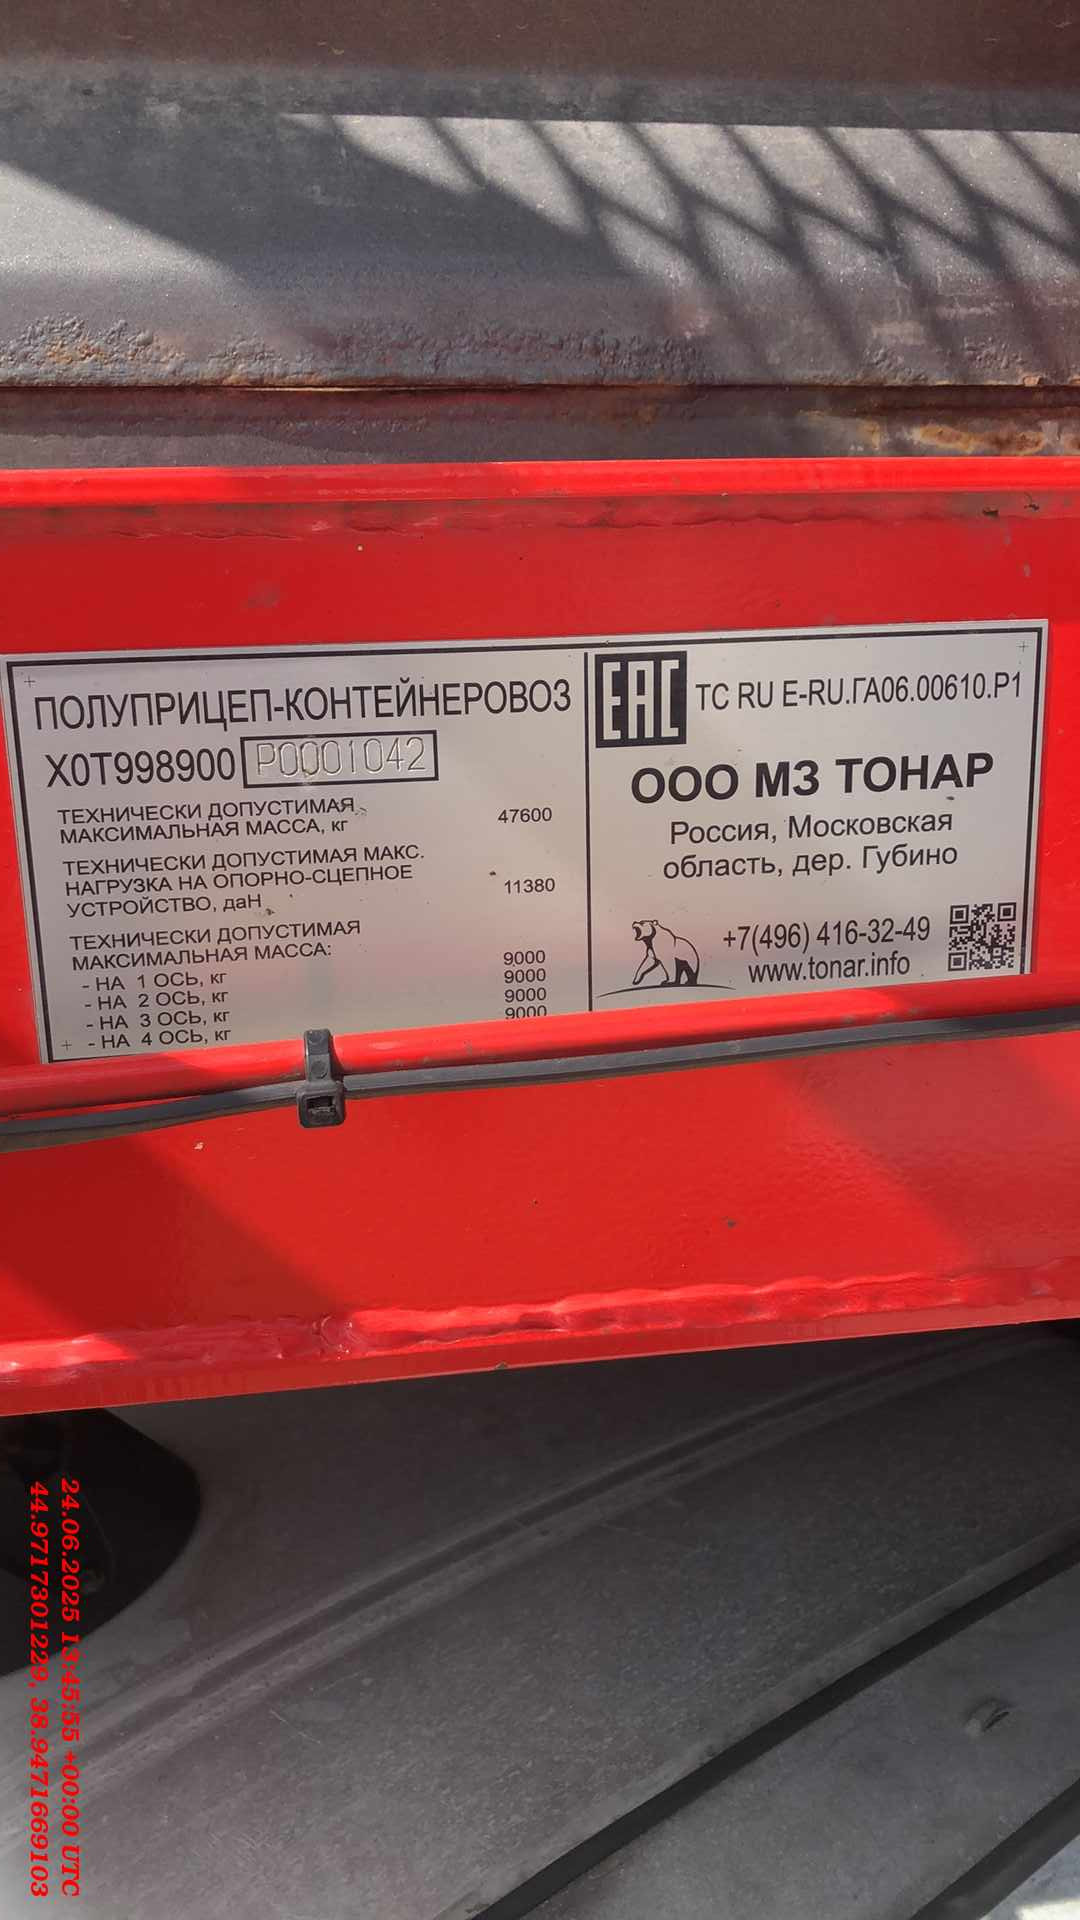 ПОЛУПРИЦЕП-КОНТЕЙНЕРОВОЗ
X0T998900 P0001042
ТЕХНИЧЕСКИ ДОПУСТИМАЯ
МАКСИМАЛЬНАЯ МАССА, кг 47600
ТЕХНИЧЕСКИ ДОПУСТИМАЯ МАКС.
НАГРУЗКА НА ОПОРНО-СЦЕПНОЕ
УСТРОЙСТВО, даН 11380
ТЕХНИЧЕСКИ ДОПУСТИМАЯ
МАКСИМАЛЬНАЯ МАССА:
- НА 1 ОСЬ, кг 9000
- НА 2 ОСЬ, кг 9000
- НА 3 ОСЬ, кг 9000
- НА 4 ОСЬ, кг 9000
EAC TC RU E-RU.ГА06.00610.P1
ООО МЗ ТОНАР
Россия, Московская
область, дер. Губино
+7(496) 416-32-49
www.tonar.info
24.06.2025 13:45:55 +00:00 UTC
44.9717301229, 38.9471669103